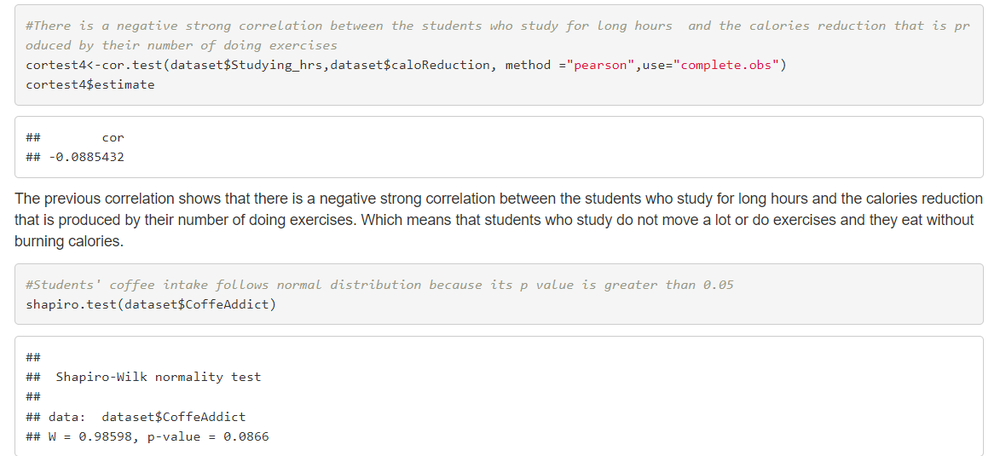 #There is a negative strong correlation between the students who study for long hours  and the calories reduction that is pr
oduced by their number of doing exercises
cortest4<-cor.test(dataset$Studying_hrs,dataset$caloReduction, method ="pearson",use="complete.obs")
cortest4$estimate
##        cor
## -0.0885432
The previous correlation shows that there is a negative strong correlation between the students who study for long hours and the calories reduction
that is produced by their number of doing exercises. Which means that students who study do not move a lot or do exercises and they eat without
burning calories.
#Students' coffee intake follows normal distribution because its p value is greater than 0.05
shapiro.test(dataset$CoffeAddict)
##
##  Shapiro-Wilk normality test
##
## data:  dataset$CoffeAddict
## W = 0.98598, p-value = 0.0866